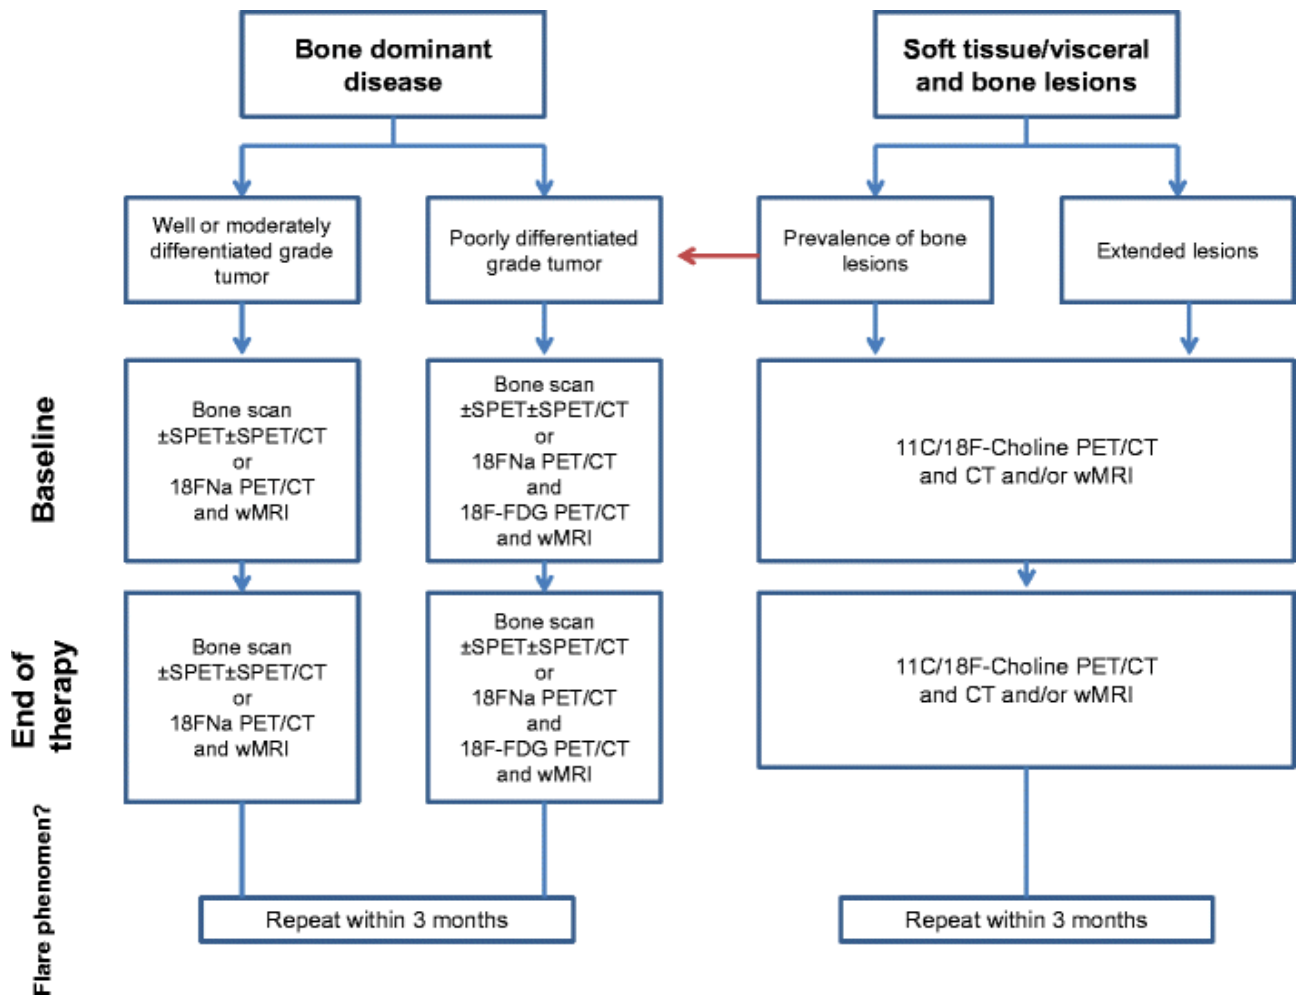 Bone dominant
disease
Soft tissue/visceral
and bone lesions
Well or moderately
differentiated grade
tumor
Poorly differentiated
grade tumor
Prevalence of bone
lesions
Extended lesions
Baseline
Bone scan
±SPET±SPET/CT
or
18FNa PET/CT
and wMRI
Bone scan
±SPET±SPET/CT
or
18FNa PET/CT
and
18F-FDG PET/CT
and wMRI
11C/18F-Choline PET/CT
and CT and/or wMRI
End of
therapy
Bone scan
±SPET±SPET/CT
or
18FNa PET/CT
and wMRI
Bone scan
±SPET±SPET/CT
or
18FNa PET/CT
and
18F-FDG PET/CT
and wMRI
11C/18F-Choline PET/CT
and CT and/or wMRI
Flare phenomen?
Repeat within 3 months
Repeat within 3 months